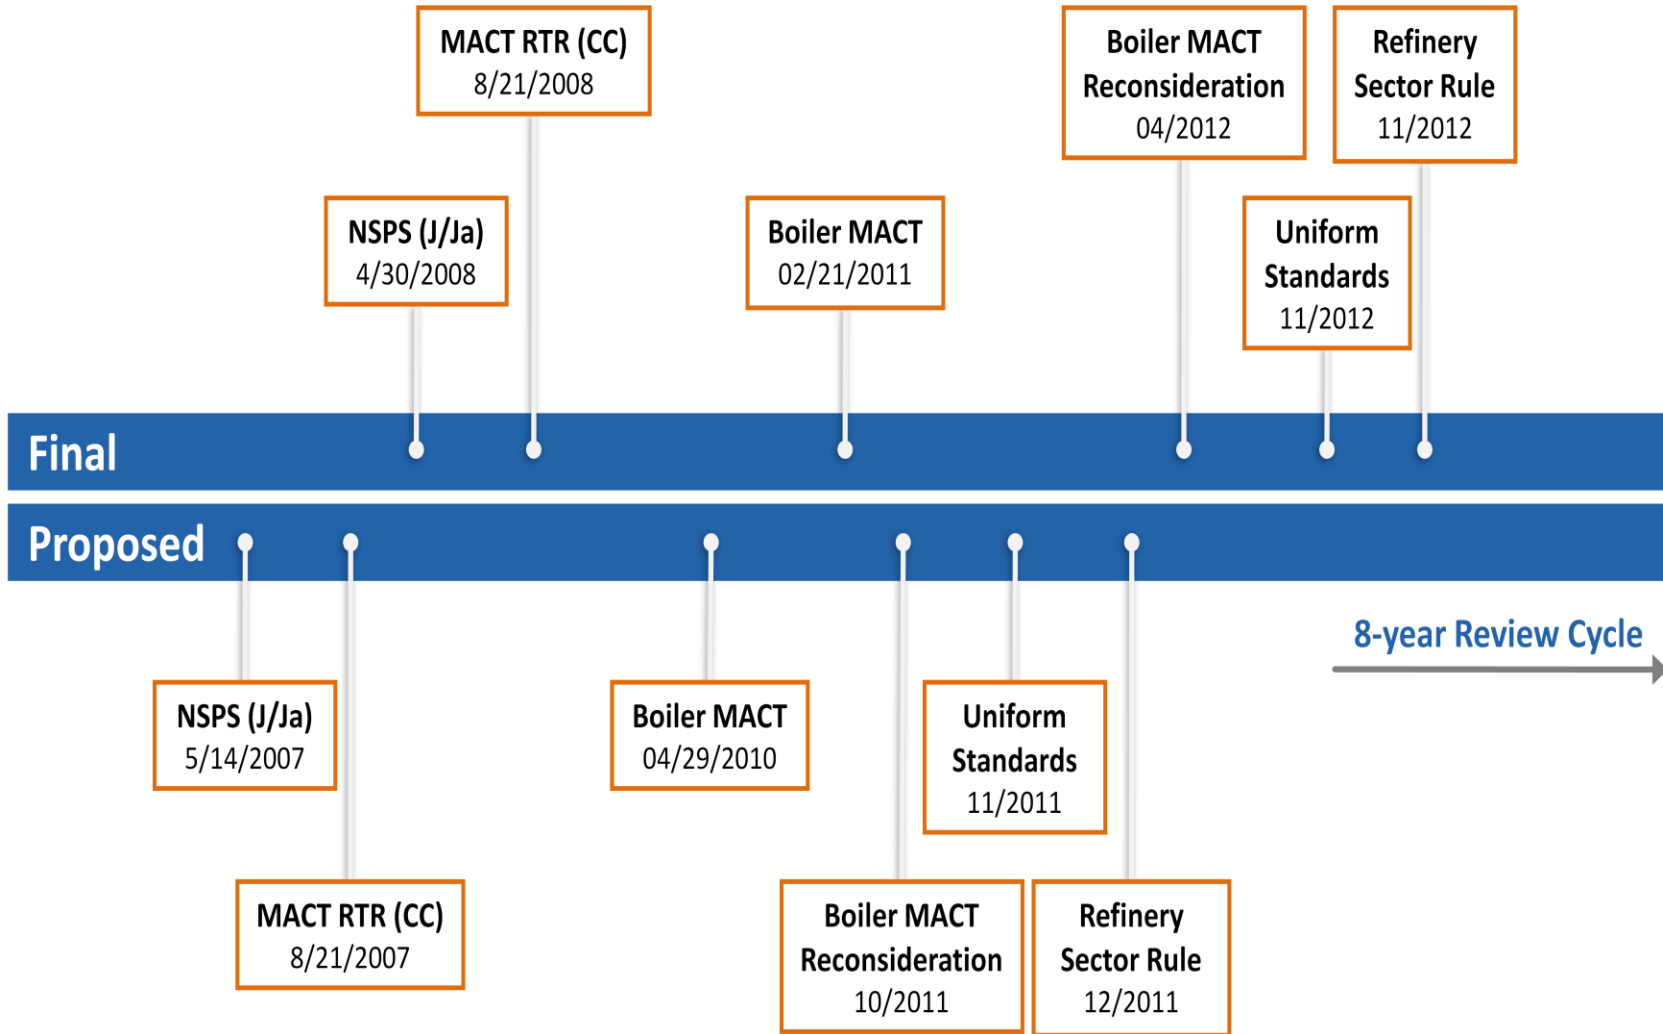 MACT RTR (CC)
8/21/2008
Boiler MACT
Reconsideration
04/2012
Refinery
Sector Rule
11/2012
NSPS (J/Ja)
4/30/2008
Boiler MACT
02/21/2011
Uniform
Standards
11/2012
Final
Proposed
8-year Review Cycle
NSPS (J/Ja)
5/14/2007
Boiler MACT
04/29/2010
Uniform
Standards
11/2011
MACT RTR (CC)
8/21/2007
Boiler MACT
Reconsideration
10/2011
Refinery
Sector Rule
12/2011